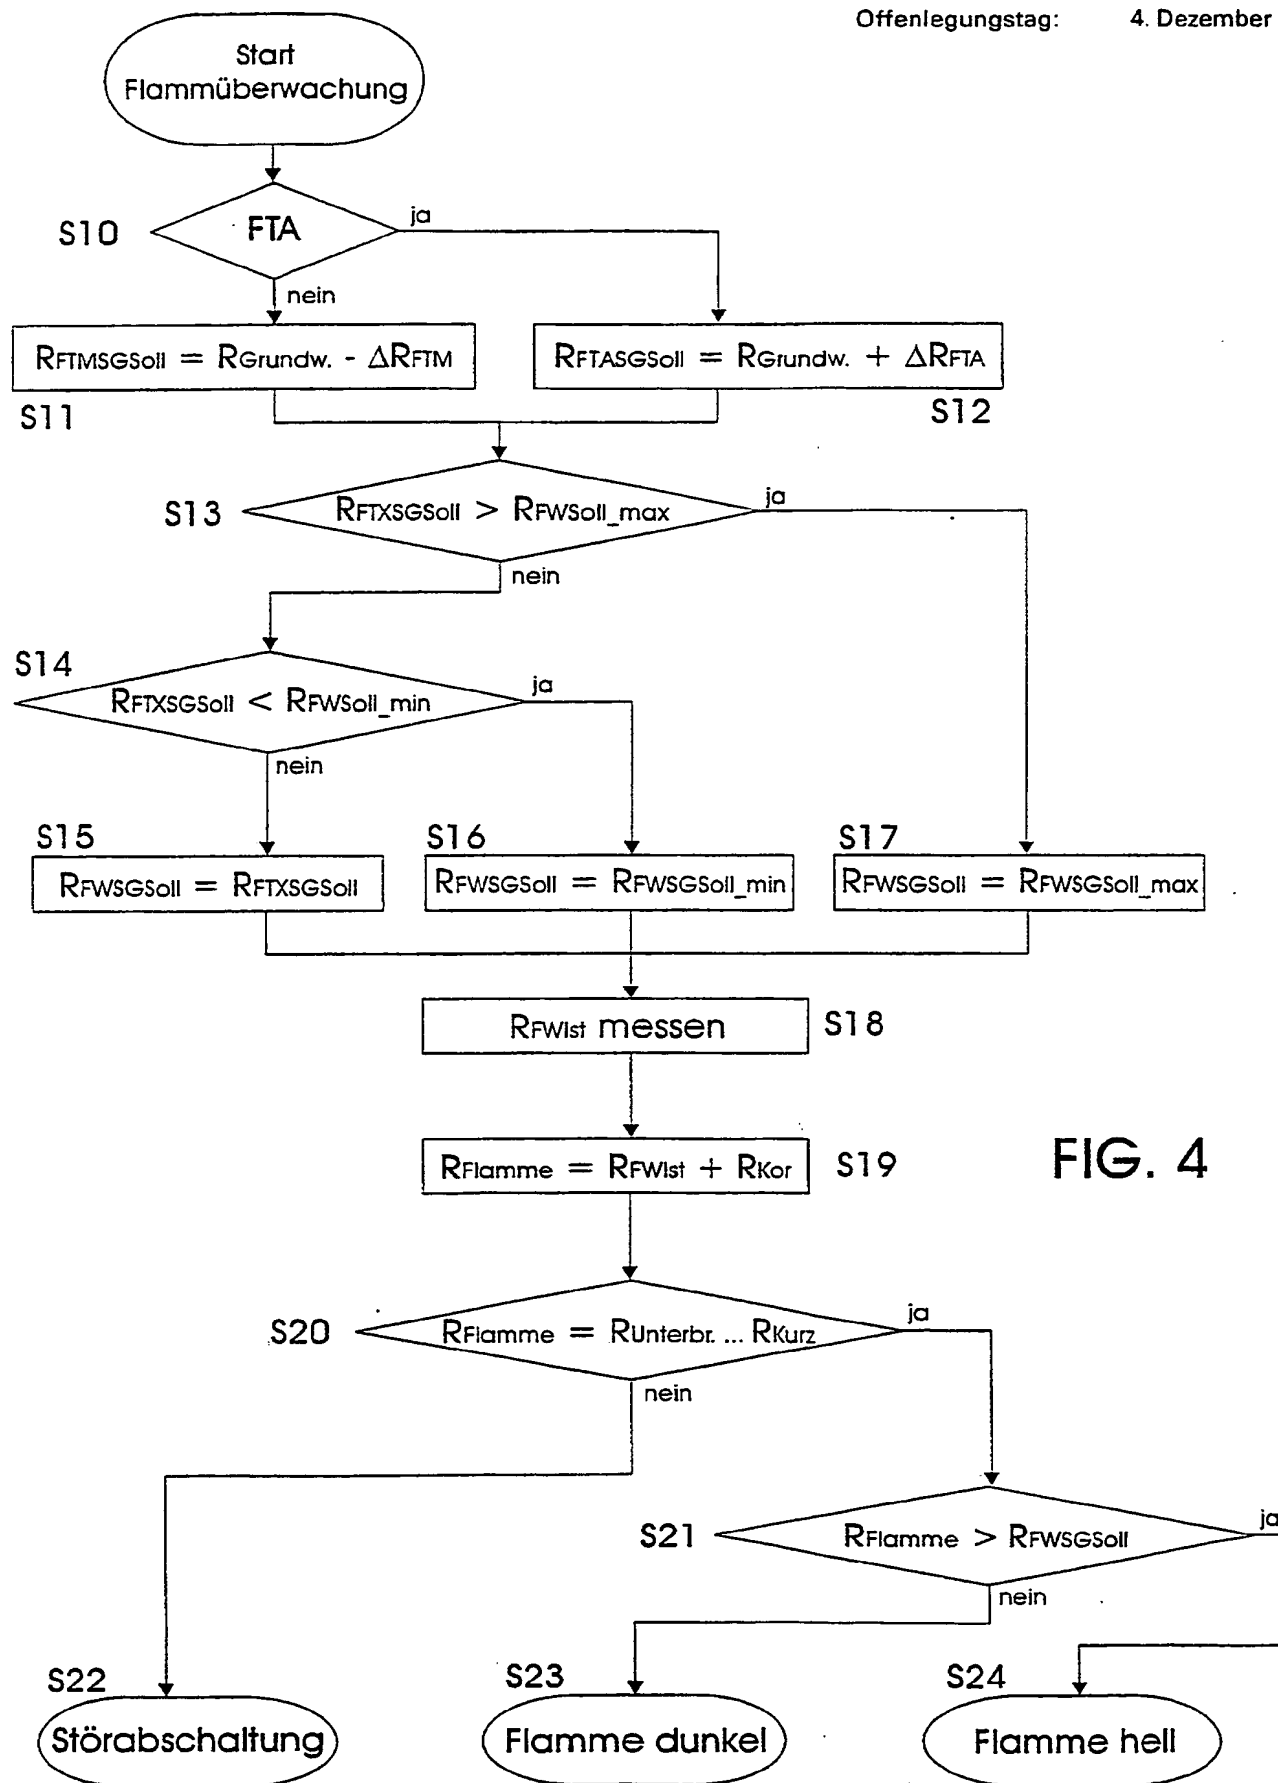 Offenlegungstag: 4. Dezember
Start
Flammüberwachung
S10
FTA
ja
nein
RFTMSGSoll = RGrundw. - ΔRFTM
RFTASGSoll = RGrundw. + ΔRFTA
S11
S12
S13
RFTXSGSoll > RFWSoll_max
ja
nein
S14
RFTXSGSoll < RFWSoll_min
ja
nein
S15
S16
S17
RFWSGSoll = RFTXSGSoll
RFWSGSoll = RFWSGSoll_min
RFWSGSoll = RFWSGSoll_max
RFWIst messen
S18
RFlamme = RFWIst + RKor
S19
FIG. 4
S20
RFlamme = RUnterbr. ... RKurz
ja
nein
S21
RFlamme > RFWSGSoll
ja
nein
S22
S23
S24
Störabschaltung
Flamme dunkel
Flamme hell